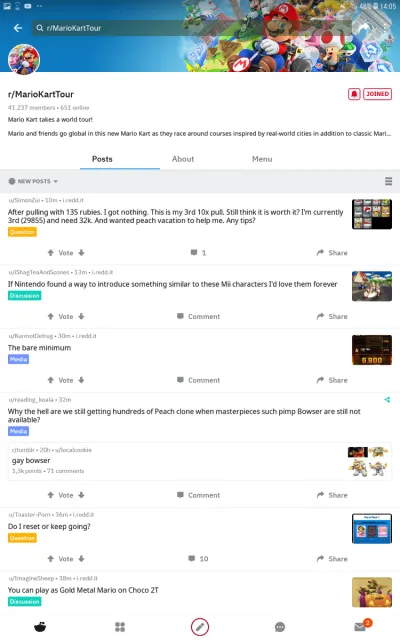 48% 14:05
r/MarioKartTour
r/MarioKartTour
JOINED
41,237 members • 651 online
Mario Kart takes a world tour!
Mario and friends go global in this new Mario Kart as they race around courses inspired by real-world cities in addition to classic Mari...
Posts About Menu
NEW POSTS
u/SimonZui • 10m • i.redd.it
After pulling with 135 rubies. I got nothing. This is my 3rd 10x pull. Still think it is worth it? I'm currently
3rd (29855) and need 32k. And wanted peach vacation to help me. Any tips?
Question
Vote 1 Share
u/IShagTeaAndScones • 13m • i.redd.it
If Nintendo found a way to introduce something similar to these Mii characters I'd love them forever
Discussion
Vote Comment Share
u/KurmotDefrug • 30m • i.redd.it
The bare minimum
Media
6,900
Vote Comment Share
u/reading_koala • 32m
Why the hell are we still getting hundreds of Peach clone when masterpieces such pimp Bowser are still not
available?
Media
r/tumblr • 20h • u/localcookie
gay bowser
1,3k points • 71 comments
Vote Comment Share
u/Toaster-Porn • 36m • i.redd.it
Do I reset or keep going?
Question
Vote 10 Share
u/ImagineSheep • 38m • i.redd.it
You can play as Gold Metal Mario on Choco 2T
Discussion
2